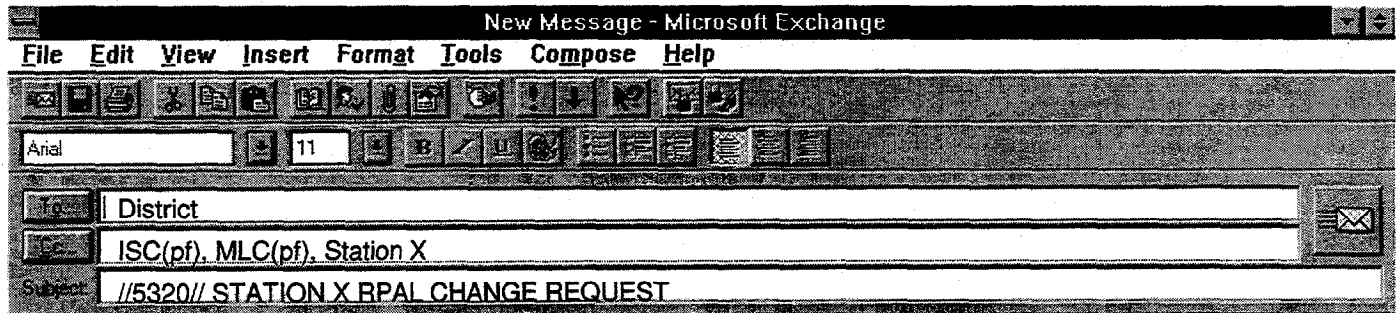 New Message - Microsoft Exchange
File Edit View Insert Format Tools Compose Help
Arial 11 B I U
To... District
Cc... ISC(pf), MLC(pf), Station X
Subject: //5320// STATION X RPAL CHANGE REQUEST